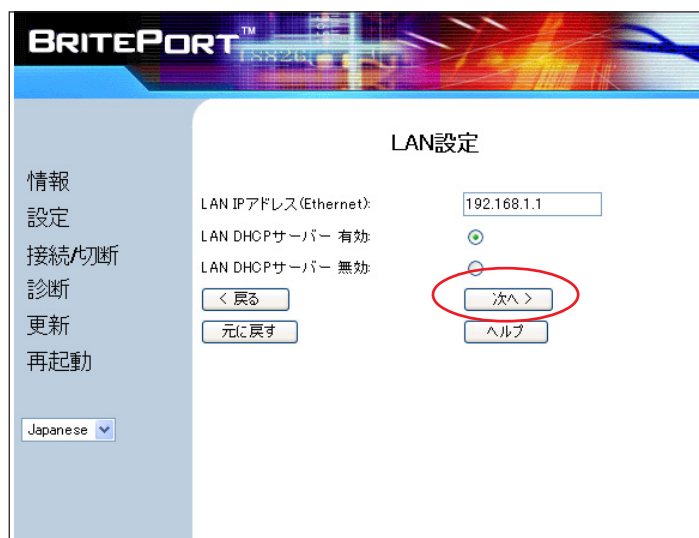 BRITEPORT™
LAN設定
情報
設定
接続/切断
診断
更新
再起動
Japanese
LAN IPアドレス(Ethernet):
192.168.1.1
LAN DHCPサーバー 有効:
LAN DHCPサーバー 無効:
< 戻る
次へ >
元に戻す
ヘルプ